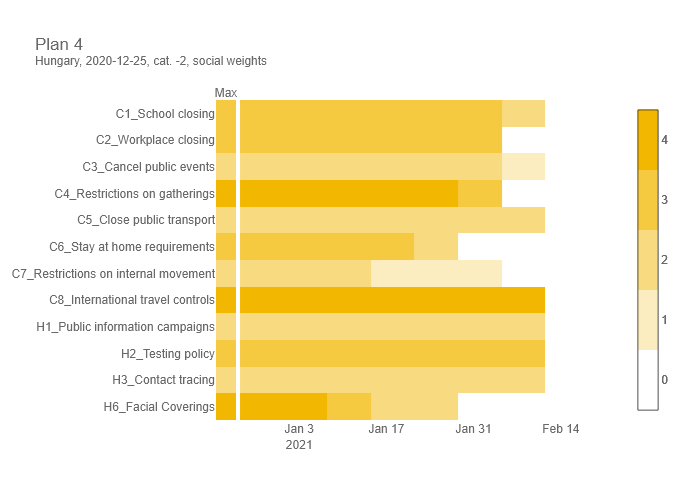 Plan 4
Hungary, 2020-12-25, cat. -2, social weights
Max
C1_School closing
C2_Workplace closing
C3_Cancel public events
C4_Restrictions on gatherings
C5_Close public transport
C6_Stay at home requirements
C7_Restrictions on internal movement
C8_International travel controls
H1_Public information campaigns
H2_Testing policy
H3_Contact tracing
H6_Facial Coverings
Jan 3 Jan 17 Jan 31 Feb 14
2021
4
3
2
1
0